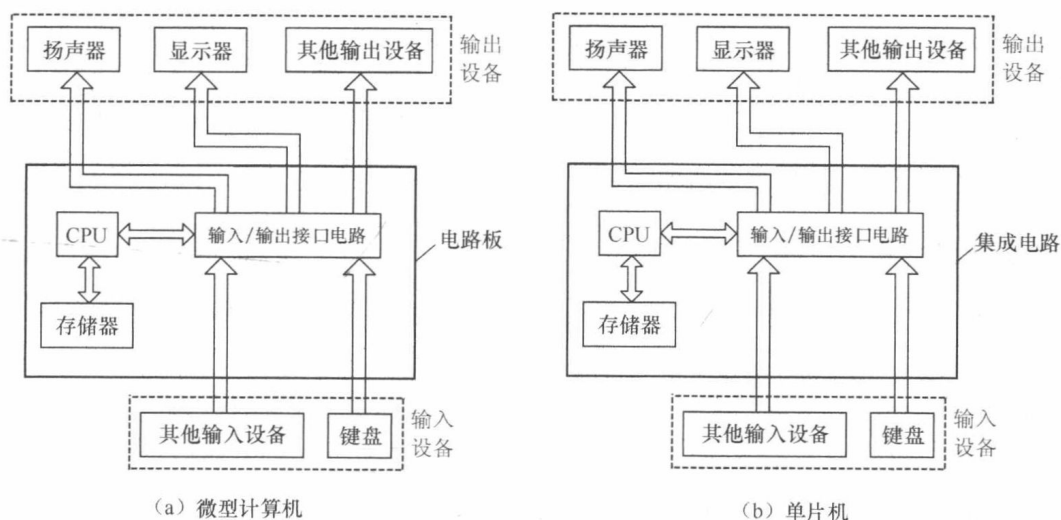 扬声器
显示器
其他输出设备
输出
设备
CPU
输入/输出接口电路
电路板
存储器
其他输入设备
键盘
输入
设备
(a) 微型计算机
扬声器
显示器
其他输出设备
输出
设备
CPU
输入/输出接口电路
集成电路
存储器
其他输入设备
键盘
输入
设备
(b) 单片机